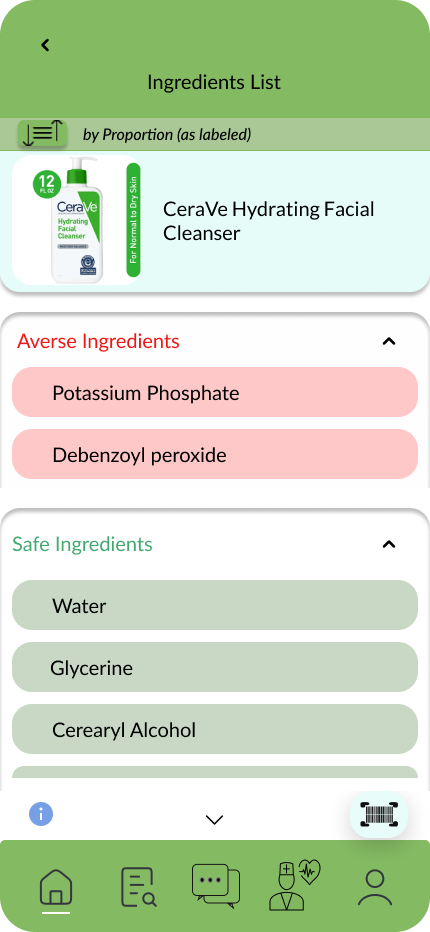 Ingredients List
by Proportion (as labeled)
12
FL OZ
CeraVe
Hydrating
Facial
Cleanser
For Normal to Dry Skin
CeraVe Hydrating Facial
Cleanser
Averse Ingredients
Potassium Phosphate
Debenzoyl peroxide
Safe Ingredients
Water
Glycerine
Cerearyl Alcohol
i